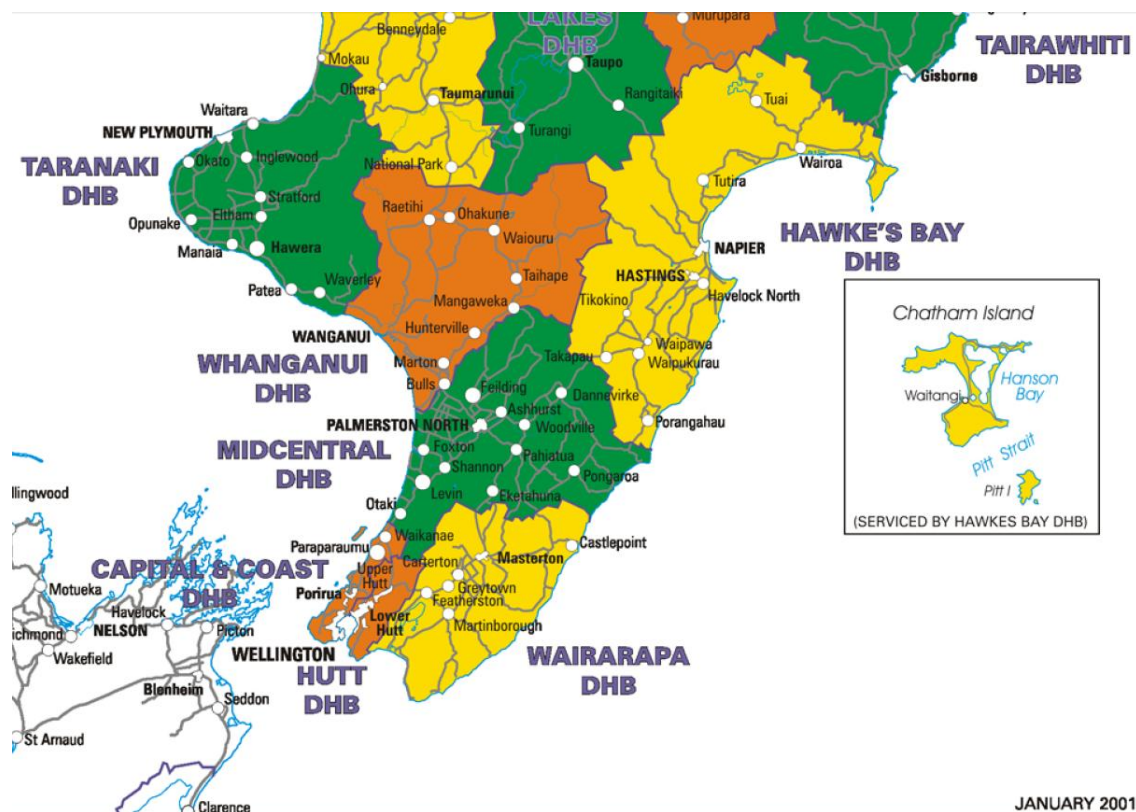 LAKES
DHB
Murupara
TAIRAWHITI
DHB
Benneydale
Mokau
Ohura
Taumarunui
Taupo
Rangitaiki
Tuai
Gisborne
Waitara
NEW PLYMOUTH
Turangi
Wairoa
TARANAKI
DHB
Okato
Inglewood
National Park
Tutira
Stratford
Opunake
Eltham
Raetihi
Ohakune
Waiouru
HAWKE'S BAY
DHB
NAPIER
Manaia
Hawera
HASTINGS
Havelock North
Taihape
Waverley
Patea
Mangaweka
Tikokino
WANGANUI
Hunterville
Waipawa
WHANGANUI
DHB
Marton
Takapau
Waipukurau
Bulls
Feilding
Dannevirke
Ashhurst
PALMERSTON NORTH
Woodville
Porangahau
MIDCENTRAL
DHB
Foxton
Shannon
Pahiatua
Pongaroa
Levin
Eketahuna
Otaki
Waikanae
Paraparaumu
Castlepoint
Masterton
Carterton
Upper
Hutt
Greytown
Featherston
Martinborough
Porirua
Lower
Hutt
WELLINGTON
CAPITAL & COAST
DHB
HUTT
DHB
WAIRARAPA
DHB
llingwood
Motueka
Havelock
NELSON
Picton
ichmond
Wakefield
Blenheim
Seddon
St Arnaud
Clarence
Chatham Island
Waitangi
Hanson
Bay
Pitt Strait
Pitt I
(SERVICED BY HAWKES BAY DHB)
JANUARY 2001